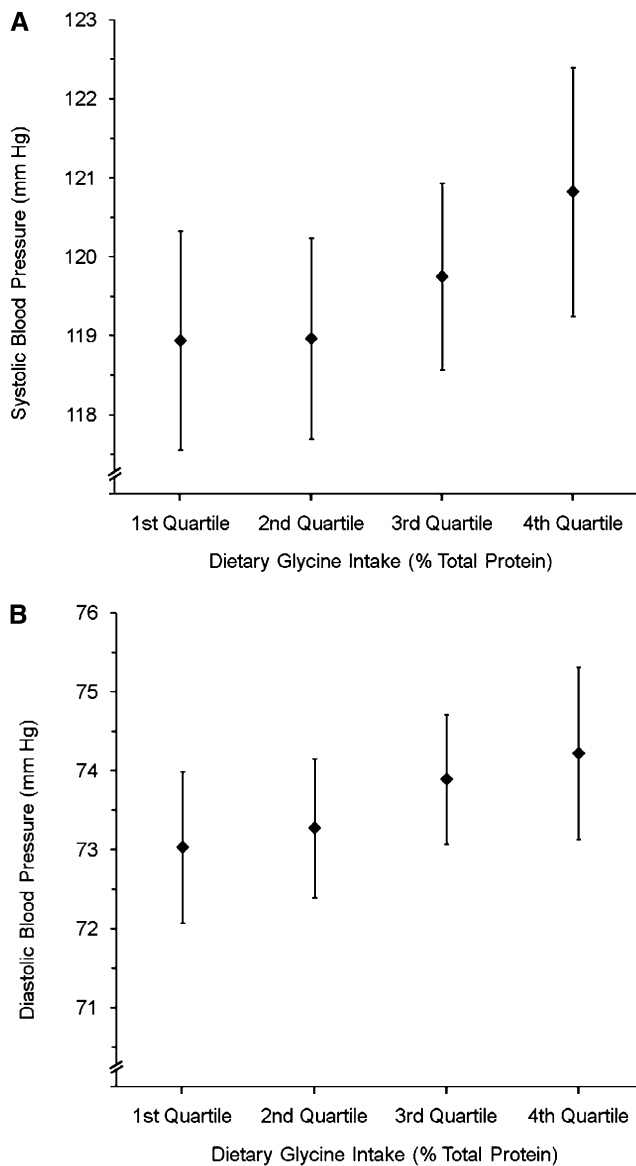 A
123
122
121
120
119
118
Systolic Blood Pressure (mm Hg)
1st Quartile 2nd Quartile 3rd Quartile 4th Quartile
Dietary Glycine Intake (% Total Protein)
B
76
75
74
73
72
71
Diastolic Blood Pressure (mm Hg)
1st Quartile 2nd Quartile 3rd Quartile 4th Quartile
Dietary Glycine Intake (% Total Protein)